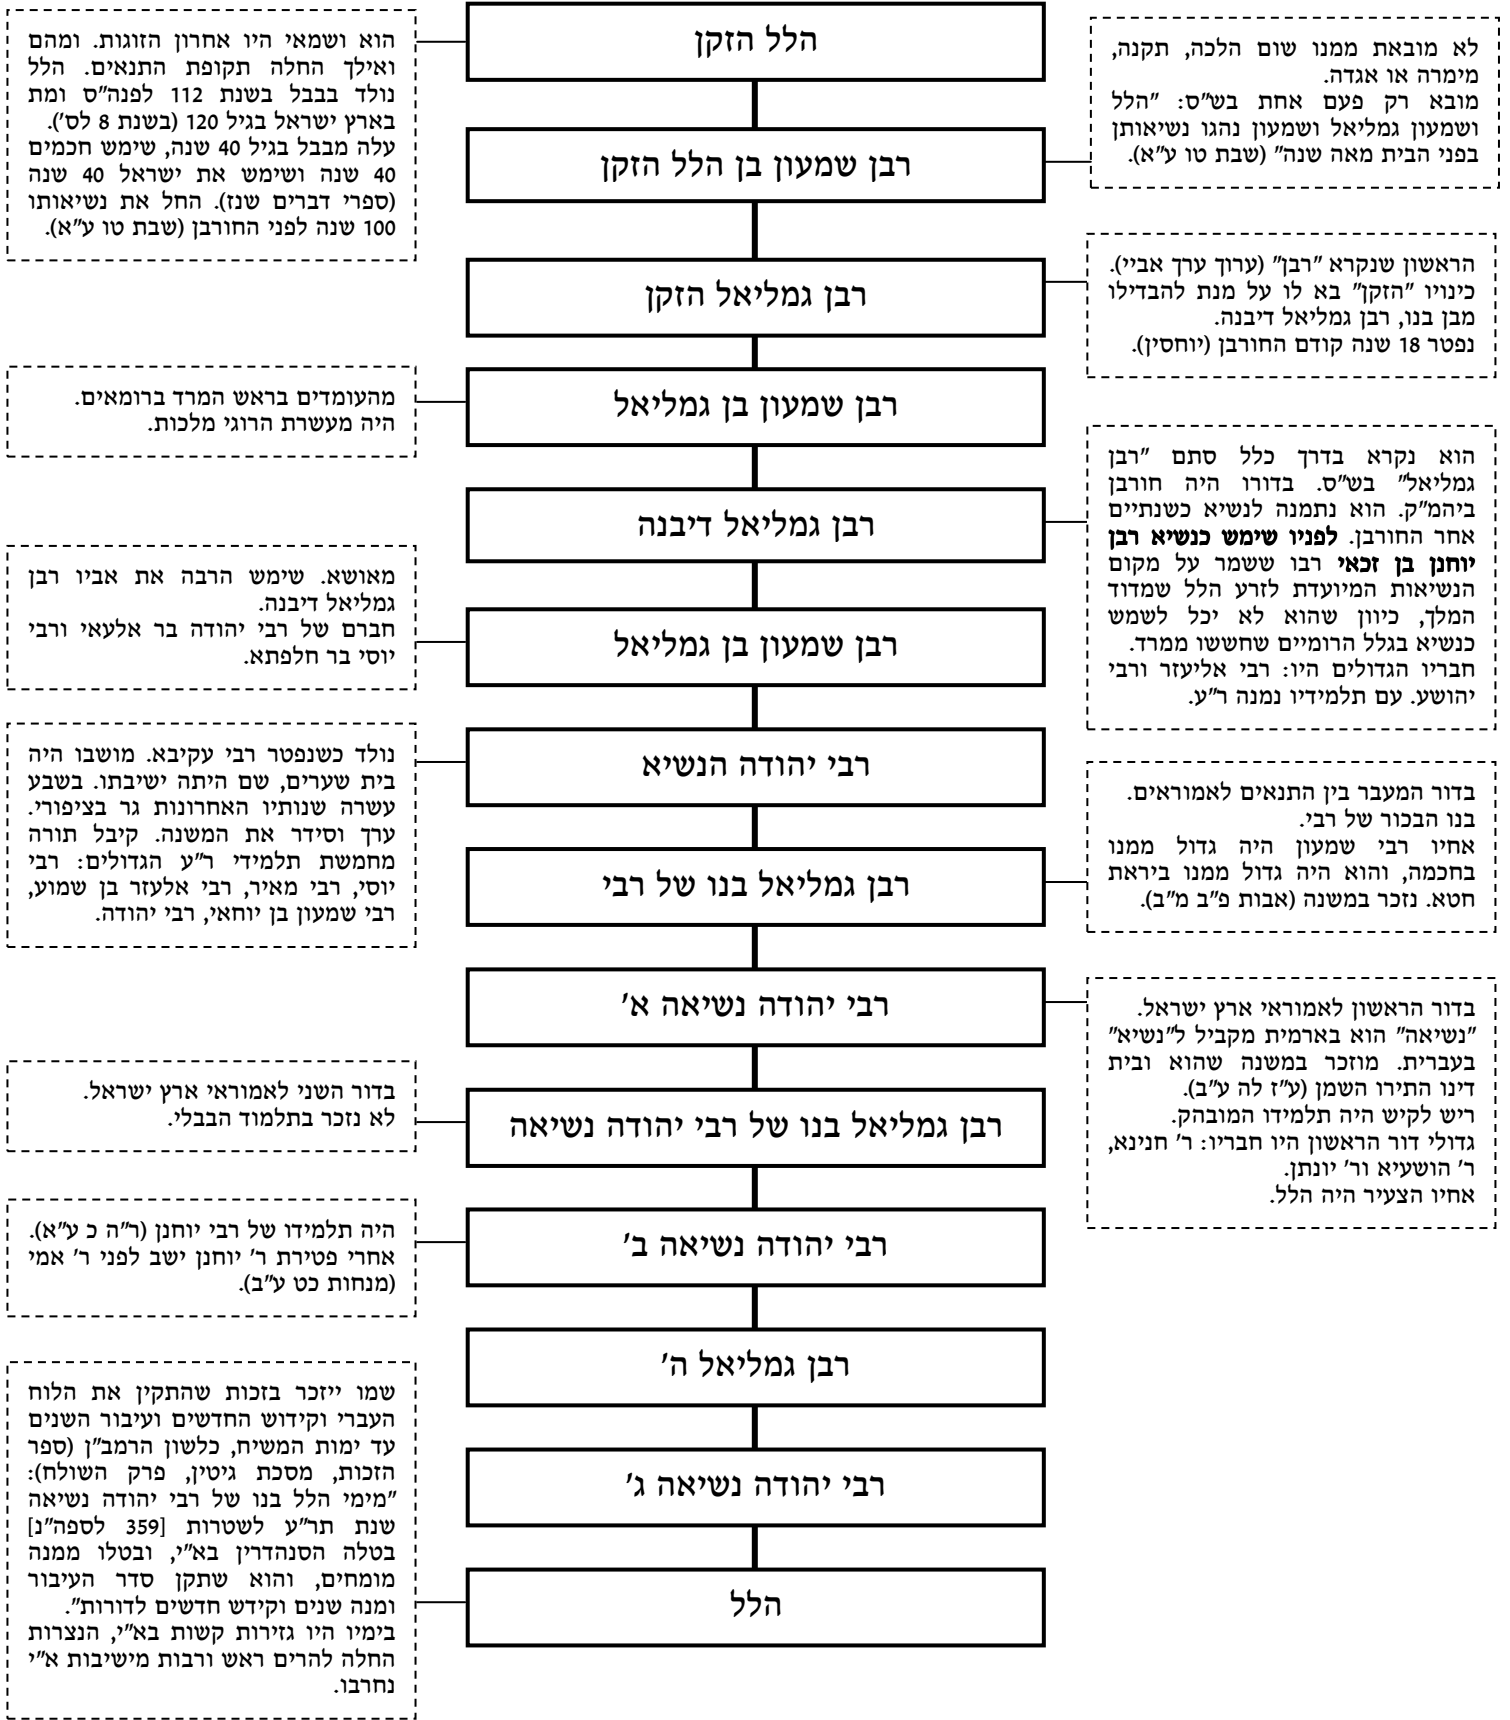 הלל הזקן
הוא ושמאי היו אחרון הזוגות. ומהם
ואילך החלה תקופת התנאים. הלל
נולד בבבל בשנת 112 לפנה"ס ומת
בארץ ישראל בגיל 120 (בשנת 8 לס').
עלה מבבל בגיל 40 שנה, שימש חכמים
40 שנה ושימש את ישראל 40 שנה
(ספרי דברים שנז). החל את נשיאותו
100 שנה לפני החורבן (שבת טו ע"א).
רבן שמעון בן הלל הזקן
לא מובאת ממנו שום הלכה, תקנה,
מימרה או אגדה.
מובא רק פעם אחת בש"ס: "הלל
ושמעון גמליאל ושמעון נהגו נשיאותן
בפני הבית מאה שנה" (שבת טו ע"א).
רבן גמליאל הזקן
הראשון שנקרא "רבן" (ערוך ערך אביי).
כינויו "הזקן" בא לו על מנת להבדילו
מבן בנו, רבן גמליאל דיבנה.
נפטר 18 שנה קודם החורבן (יוחסין).
רבן שמעון בן גמליאל
מהעומדים בראש המרד ברומאים.
היה מעשרת הרוגי מלכות.
רבן גמליאל דיבנה
הוא נקרא בדרך כלל סתם "רבן
גמליאל" בש"ס. בדורו היה חורבן
ביהמ"ק. הוא נתמנה לנשיא כשנתיים
אחר החורבן. לפניו שימש כנשיא רבן
יוחנן בן זכאי רבו ששמר על מקום
הנשיאות המיועדת לזרע הלל שמדוד
המלך, כיוון שהוא לא יכל לשמש
כנשיא בגלל הרומיים שחששו ממרד.
חבריו הגדולים היו: רבי אליעזר ורבי
יהושע. עם תלמידיו נמנה ר"ע.
רבן שמעון בן גמליאל
מאושא. שימש הרבה את אביו רבן
גמליאל דיבנה.
חברם של רבי יהודה בר אלעאי ורבי
יוסי בר חלפתא.
רבי יהודה הנשיא
נולד כשנפטר רבי עקיבא. מושבו היה
בית שערים, שם היתה ישיבתו. בשבע
עשרה שנותיו האחרונות גר בציפורי.
ערך וסידר את המשנה. קיבל תורה
מחמשת תלמידי ר"ע הגדולים: רבי
יוסי, רבי מאיר, רבי אלעזר בן שמוע,
רבי שמעון בן יוחאי, רבי יהודה.
רבן גמליאל בנו של רבי
בדור המעבר בין התנאים לאמוראים.
בנו הבכור של רבי.
אחיו רבי שמעון היה גדול ממנו
בחכמה, והוא היה גדול ממנו ביראת
חטא. נזכר במשנה (אבות פ"ב מ"ב).
רבי יהודה נשיאה א'
בדור הראשון לאמוראי ארץ ישראל.
"נשיאה" הוא בארמית מקביל ל"נשיא"
בעברית. מוזכר במשנה שהוא ובית
דינו התירו השמן (ע"ז לה ע"ב).
ריש לקיש היה תלמידו המובהק.
גדולי דור הראשון היו חבריו: ר' חנינא,
ר' הושעיא ור' יונתן.
אחיו הצעיר היה הלל.
רבן גמליאל בנו של רבי יהודה נשיאה
בדור השני לאמוראי ארץ ישראל.
לא נזכר בתלמוד הבבלי.
רבי יהודה נשיאה ב'
היה תלמידו של רבי יוחנן (ר"ה כ ע"א).
אחרי פטירת ר' יוחנן ישב לפני ר' אמי
(מנחות כט ע"ב).
רבן גמליאל ה'
רבי יהודה נשיאה ג'
הלל
שמו ייזכר בזכות שהתקין את הלוח
העברי וקידוש החדשים ועיבור השנים
עד ימות המשיח, כלשון הרמב"ן (ספר
הזכות, מסכת גיטין, פרק השולח):
"מימי הלל בנו של רבי יהודה נשיאה
שנת תר"ע לשטרות [359 לספה"נ]
בטלה הסנהדרין בא"י, ובטלו ממנה
מומחים, והוא שתקן סדר העיבור
ומנה שנים וקידש חדשים לדורות".
בימיו היו גזירות קשות בא"י, הנצרות
החלה להרים ראש ורבות מישיבות א"י
נחרבו.